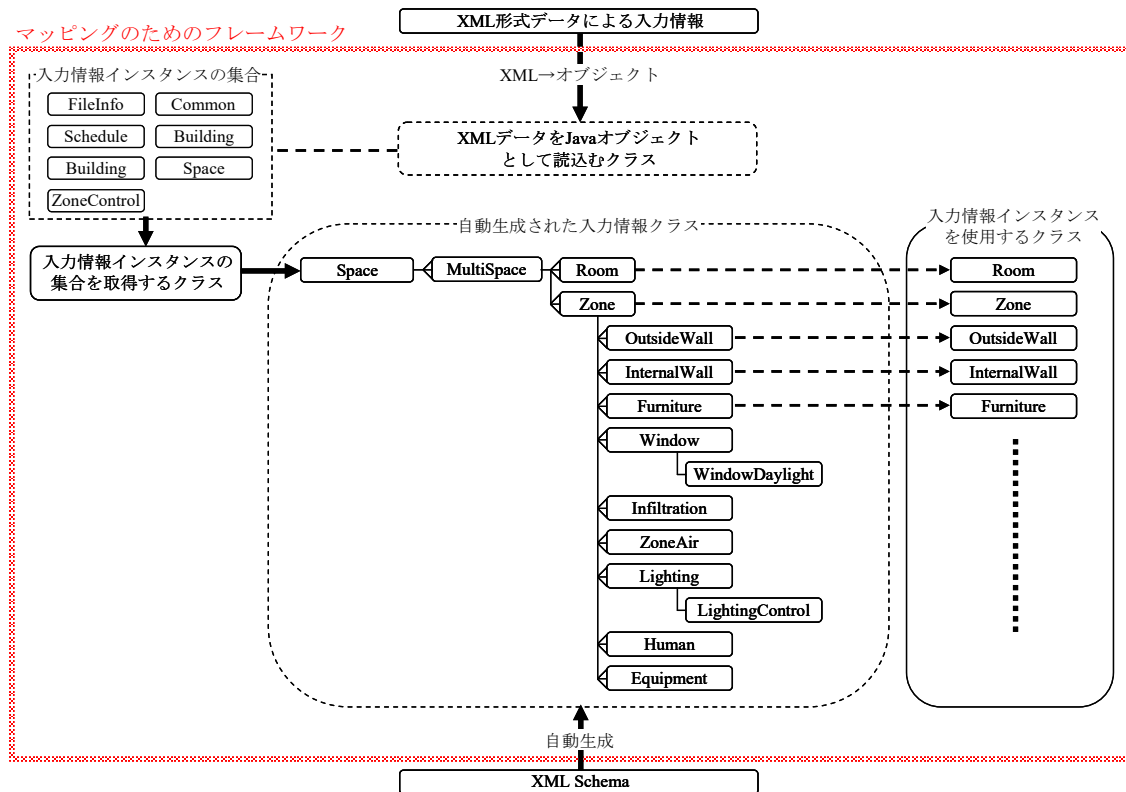 XML形式データによる入力情報
マッピングのためのフレームワーク
XML→オブジェクト
入力情報インスタンスの集合
FileInfo
Common
Schedule
Building
Building
Space
ZoneControl
XMLデータをJavaオブジェクト
として読込むクラス
入力情報インスタンスの
集合を取得するクラス
自動生成された入力情報クラス
Space
MultiSpace
Room
Zone
OutsideWall
InternalWall
Furniture
Window
WindowDaylight
Infiltration
ZoneAir
Lighting
LightingControl
Human
Equipment
入力情報インスタンス
を使用するクラス
Room
Zone
OutsideWall
InternalWall
Furniture
自動生成
XML Schema